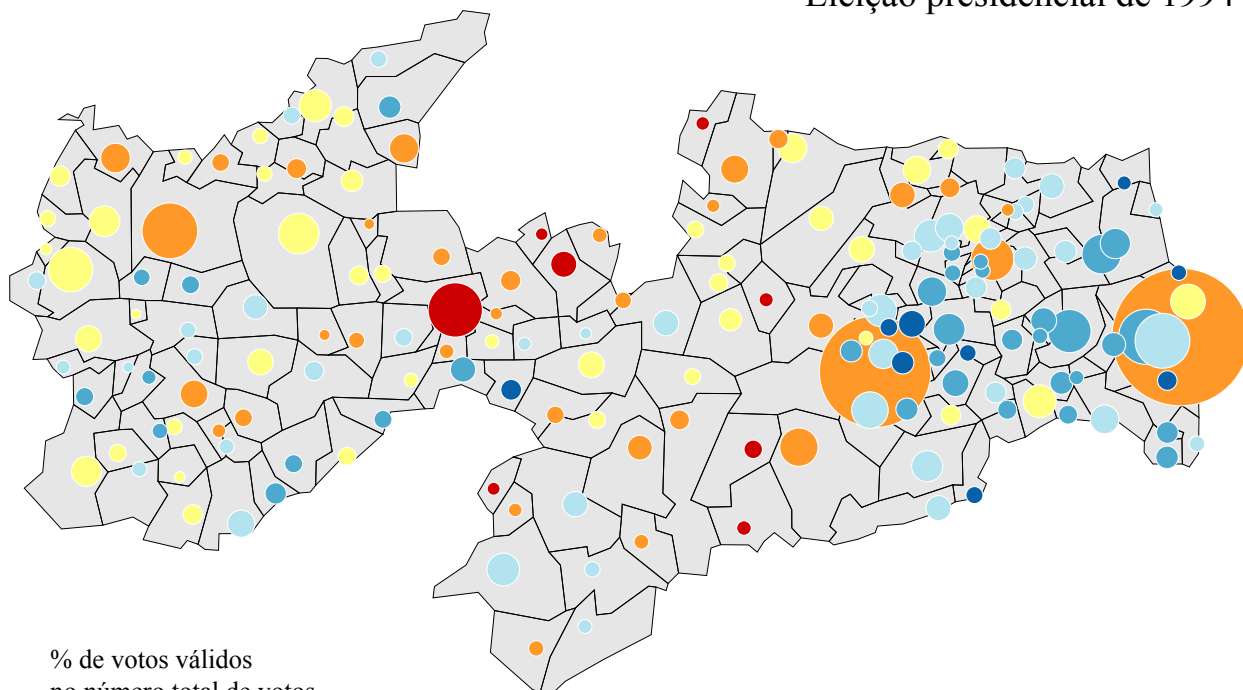 Eleição presidencial de 1994
% de votos válidos
no número total de votos